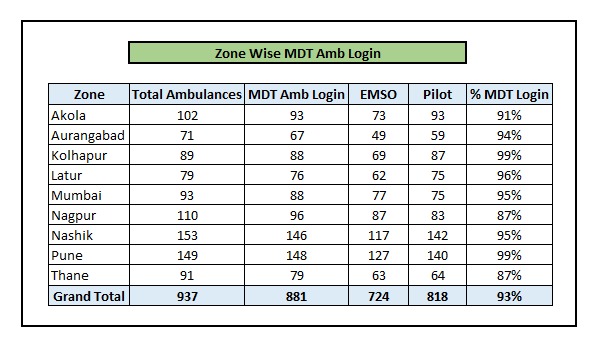 Zone Wise MDT Amb Login
Zone Total Ambulances MDT Amb Login EMSO Pilot % MDT Login
Akola 102 93 73 93 91%
Aurangabad 71 67 49 59 94%
Kolhapur 89 88 69 87 99%
Latur 79 76 62 75 96%
Mumbai 93 88 77 75 95%
Nagpur 110 96 87 83 87%
Nashik 153 146 117 142 95%
Pune 149 148 127 140 99%
Thane 91 79 63 64 87%
Grand Total 937 881 724 818 93%